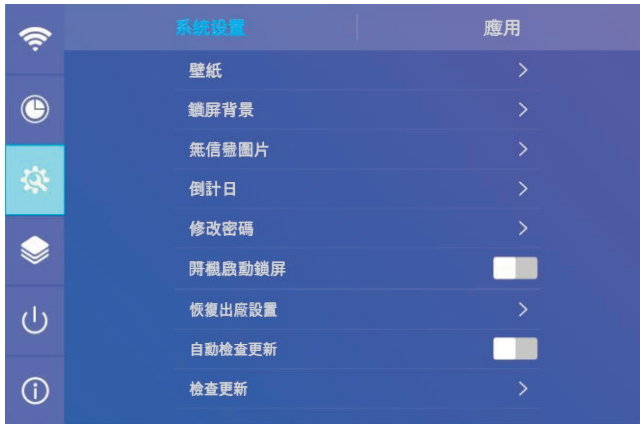 系统设置
應用
壁紙
鎖屏背景
無信號圖片
倒計日
修改密碼
開機啟動鎖屏
恢復出廠設置
自動檢查更新
檢查更新